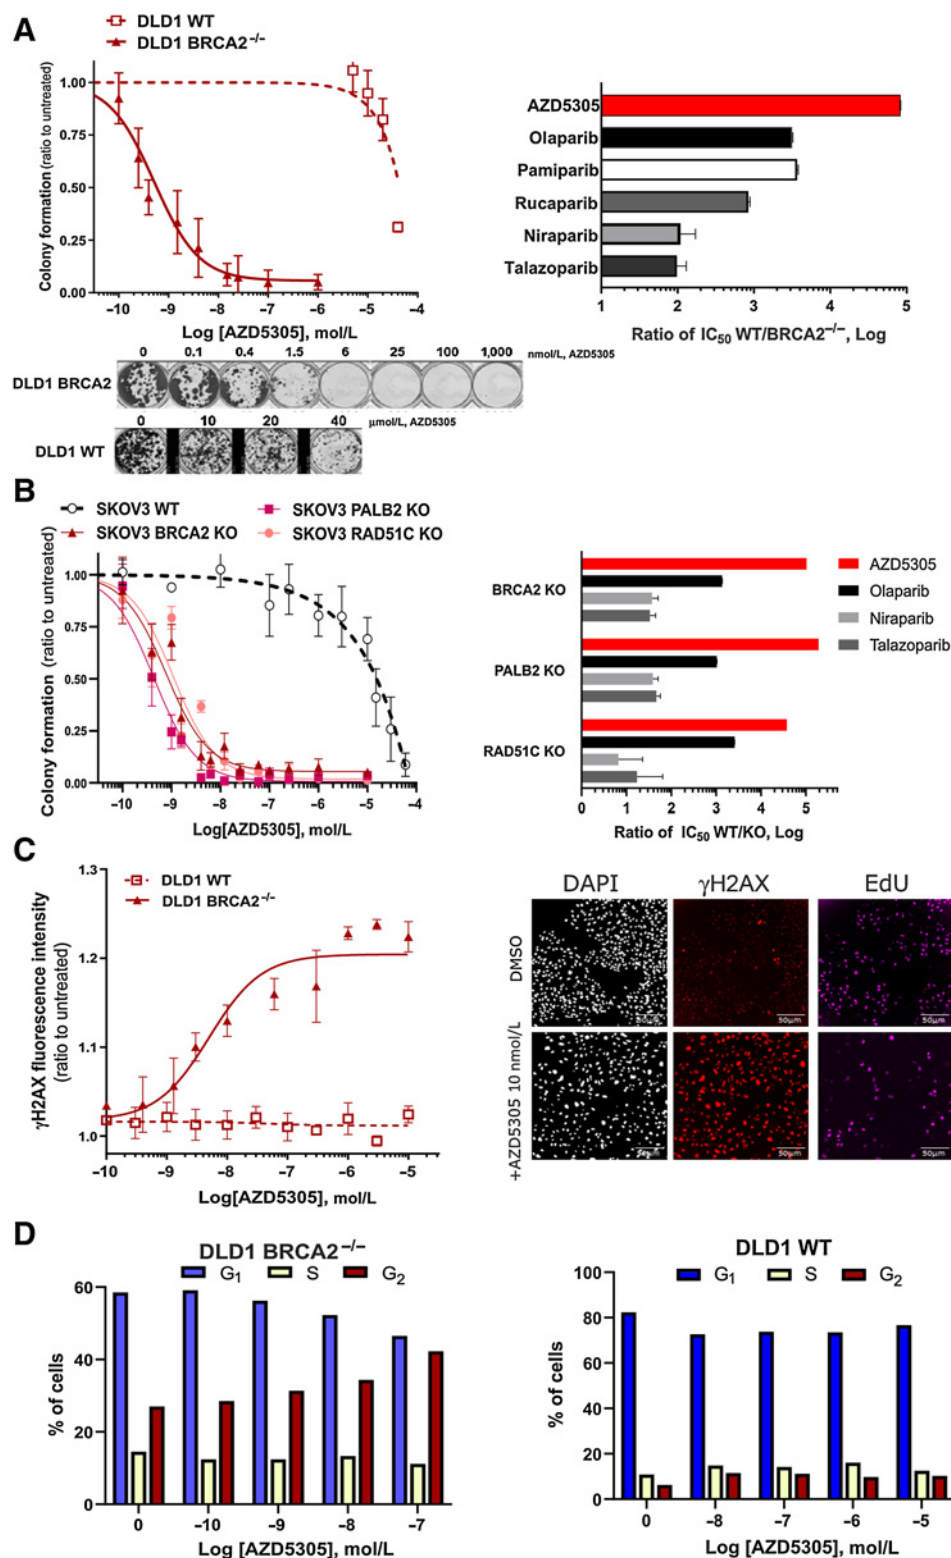 A
DLD1 WT
DLD1 BRCA2−/−
1.00
0.75
0.50
0.25
0.00
Colony formation (ratio to untreated)
−10 −9 −8 −7 −6 −5 −4
Log [AZD5305], mol/L
AZD5305
Olaparib
Pamiparib
Rucaparib
Niraparib
Talazoparib
1 2 3 4 5
Ratio of IC50 WT/BRCA2−/−, Log
0 0.1 0.4 1.5 6 25 100 1,000 nmol/L, AZD5305
DLD1 BRCA2
0 10 20 40 μmol/L, AZD5305
DLD1 WT
B
SKOV3 WT SKOV3 PALB2 KO
SKOV3 BRCA2 KO SKOV3 RAD51C KO
1.00
0.75
0.50
0.25
0.00
Colony formation (ratio to untreated)
−10 −9 −8 −7 −6 −5 −4
Log[AZD5305], mol/L
BRCA2 KO
PALB2 KO
RAD51C KO
AZD5305
Olaparib
Niraparib
Talazoparib
0 1 2 3 4 5
Ratio of IC50 WT/KO, Log
C
DLD1 WT
DLD1 BRCA2−/−
1.3
1.2
1.1
1.0
γH2AX fluorescence intensity
(ratio to untreated)
−10 −9 −8 −7 −6 −5
Log[AZD5305], mol/L
DAPI γH2AX EdU
DMSO
50μm 50μm 50μm
+AZD5305 10 nmol/L
50μm 50μm 50μm
D
DLD1 BRCA2−/−
G1 S G2
60
40
20
0
% of cells
0 −10 −9 −8 −7
Log [AZD5305], mol/L
DLD1 WT
G1 S G2
100
80
60
40
20
0
% of cells
0 −8 −7 −6 −5
Log [AZD5305], mol/L